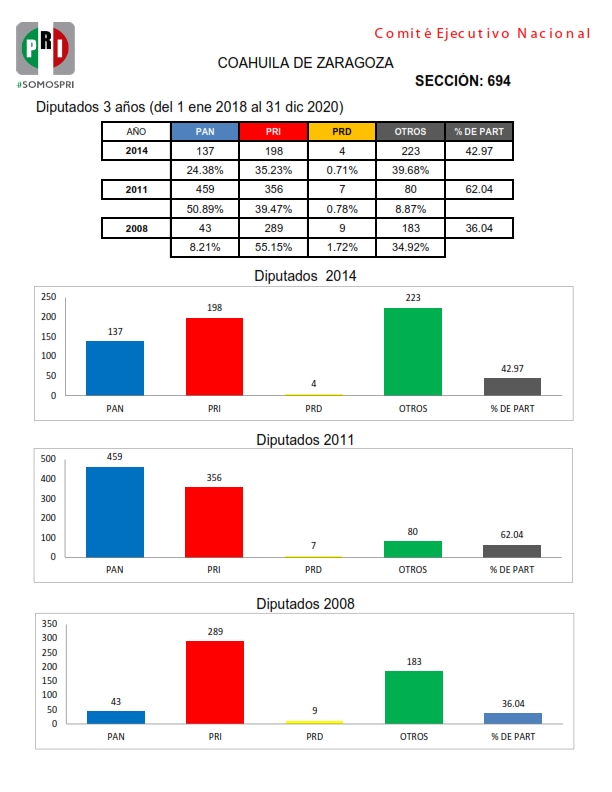 Comité Ejecutivo Nacional
PRI
#SOMOSPRI
COAHUILA DE ZARAGOZA
SECCIÓN: 694
Diputados 3 años (del 1 ene 2018 al 31 dic 2020)
AÑO PAN PRI PRD OTROS % DE PART
2014 137 198 4 223 42.97
24.38% 35.23% 0.71% 39.68%
2011 459 356 7 80 62.04
50.89% 39.47% 0.78% 8.87%
2008 43 289 9 183 36.04
8.21% 55.15% 1.72% 34.92%
Diputados 2014
250
200
150
100
50
0
137 198 4 223 42.97
PAN PRI PRD OTROS % DE PART
Diputados 2011
500
400
300
200
100
0
459 356 7 80 62.04
PAN PRI PRD OTROS % DE PART
Diputados 2008
350
300
250
200
150
100
50
0
43 289 9 183 36.04
PAN PRI PRD OTROS % DE PART